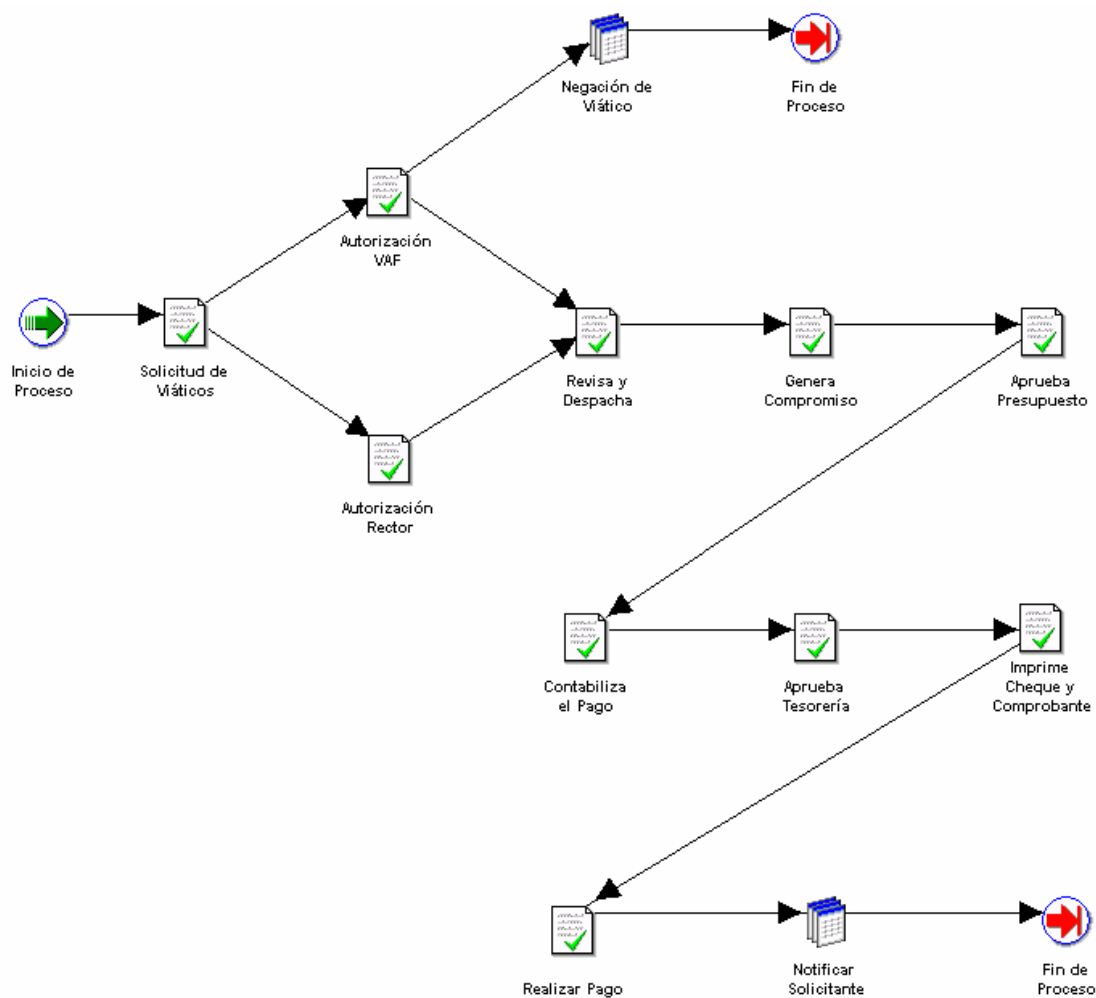 Negación de
Viático
Fin de
Proceso
Autorización
VAF
Inicio de
Proceso
Solicitud de
Viáticos
Revisa y
Despacha
Genera
Compromiso
Aprueba
Presupuesto
Autorización
Rector
Contabiliza
el Pago
Aprueba
Tesorería
Imprime
Cheque y
Comprobante
Realizar Pago
Notificar
Solicitante
Fin de
Proceso